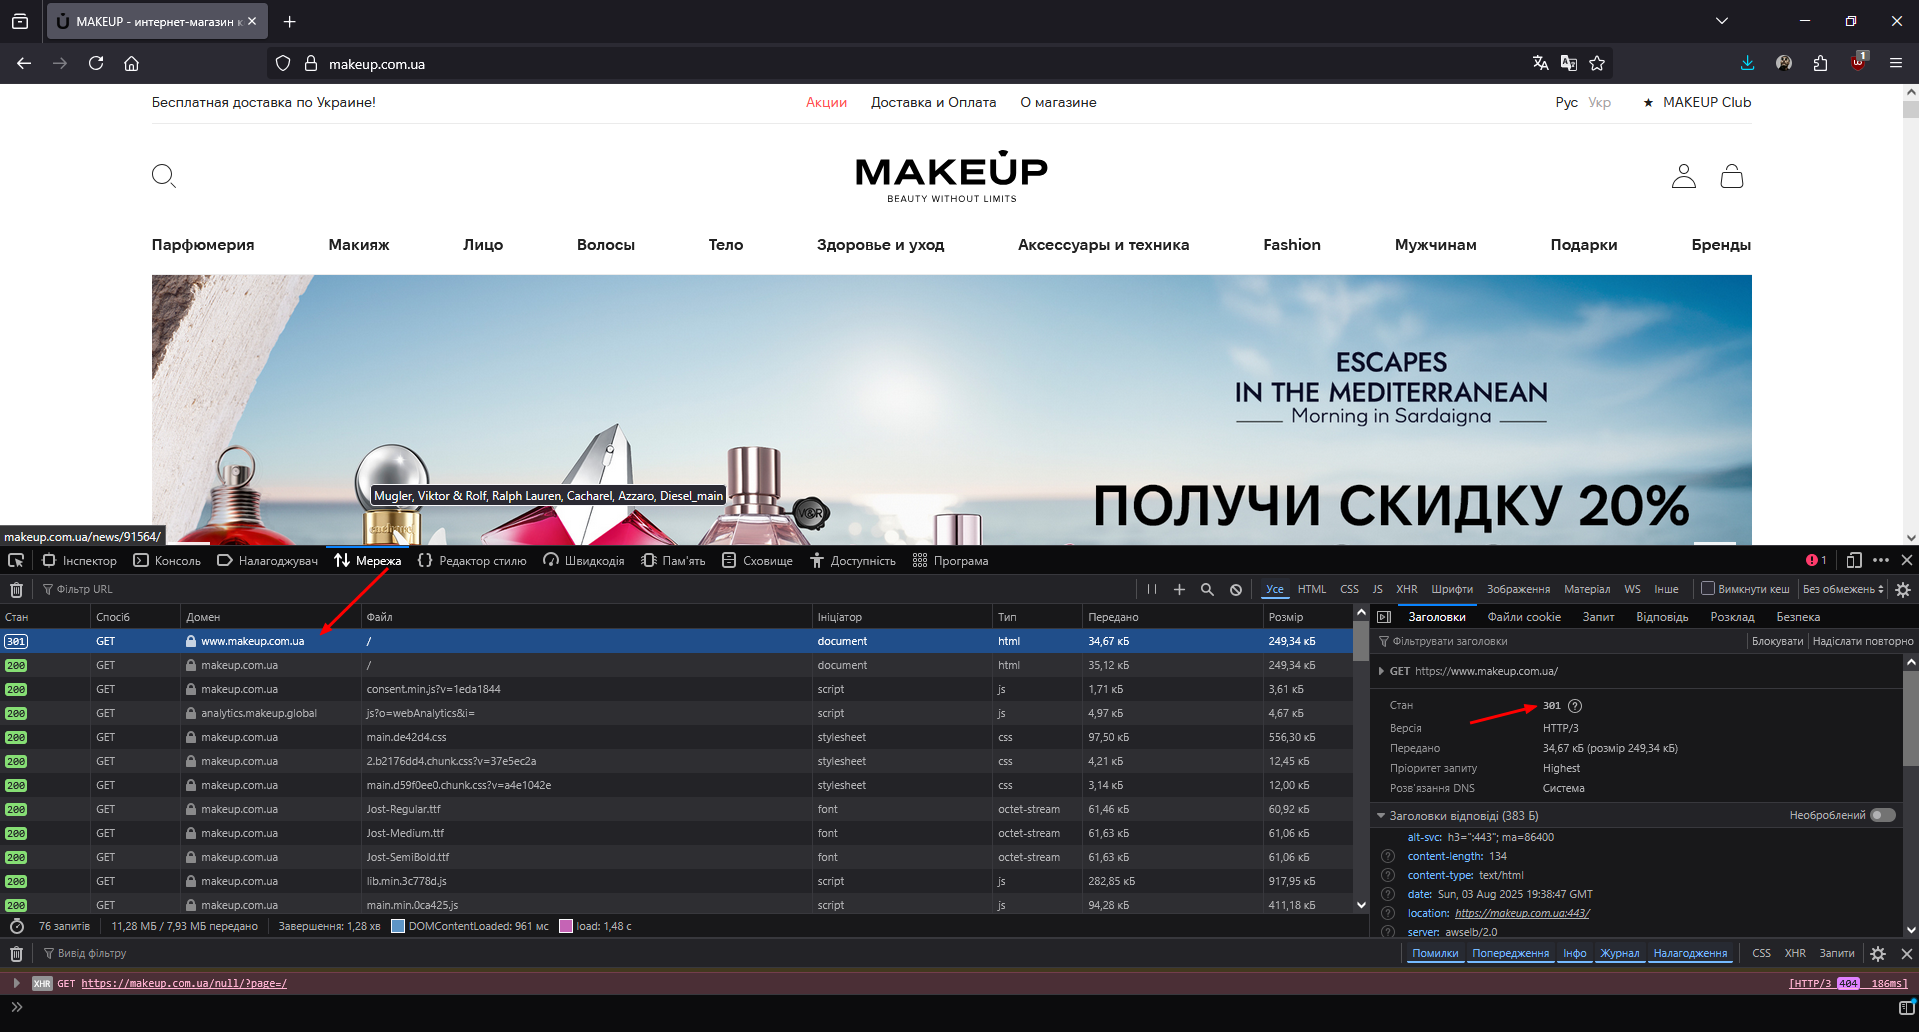 MAKEUP - интернет-магазин к
makeup.com.ua
1
Бесплатная доставка по Украине!
Акции Доставка и Оплата О магазине
Рус Укр ★ MAKEUP Club
MAKEUP
BEAUTY WITHOUT LIMITS
Парфюмерия Макияж Лицо Волосы Тело Здоровье и уход Аксессуары и техника Fashion Мужчинам Подарки Бренды
ESCAPES
IN THE MEDITERRANEAN
Morning in Sardaigna
ПОЛУЧИ СКИДКУ 20%
V&R
cacharel
Mugler, Viktor & Rolf, Ralph Lauren, Cacharel, Azzaro, Diesel_main
makeup.com.ua/news/91564/
Інспектор Консоль Налагоджувач Мережа Редактор стилю Швидкодія Пам'ять Сховище Доступність Програма 1
Фільтр URL Усе HTML CSS JS XHR Шрифти Зображення Матеріал WS Інше Вимкнути кеш Без обмежень
Стан Спосіб Домен Файл Ініціатор Тип Передано Розмір
301 GET www.makeup.com.ua / document html 34,67 кБ 249,34 кБ
200 GET makeup.com.ua / document html 35,12 кБ 249,34 кБ
200 GET makeup.com.ua consent.min.js?v=1eda1844 script js 1,71 кБ 3,61 кБ
200 GET analytics.makeup.global js?o=webAnalytics&i= script js 4,97 кБ 4,67 кБ
200 GET makeup.com.ua main.de42d4.css stylesheet css 97,50 кБ 556,30 кБ
200 GET makeup.com.ua 2.b2176dd4.chunk.css?v=37e5ec2a stylesheet css 4,21 кБ 12,45 кБ
200 GET makeup.com.ua main.d59f0ee0.chunk.css?v=a4e1042e stylesheet css 3,14 кБ 12,00 кБ
200 GET makeup.com.ua Jost-Regular.ttf font octet-stream 61,46 кБ 60,92 кБ
200 GET makeup.com.ua Jost-Medium.ttf font octet-stream 61,63 кБ 61,06 кБ
200 GET makeup.com.ua Jost-SemiBold.ttf font octet-stream 61,63 кБ 61,06 кБ
200 GET makeup.com.ua lib.min.3c778d.js script js 282,85 кБ 917,95 кБ
200 GET makeup.com.ua main.min.0ca425.js script js 94,28 кБ 411,18 кБ
76 запитів 11,28 МБ / 7,93 МБ передано Завершення: 1,28 хв DOMContentLoaded: 961 мс load: 1,48 с
Заголовки Файли cookie Запит Відповідь Розклад Безпека
Фільтрувати заголовки Блокувати Надіслати повторно
GET https://www.makeup.com.ua/
Стан 301
Версія HTTP/3
Передано 34,67 кБ (розмір 249,34 кБ)
Пріоритет запиту Highest
Розв'язання DNS Система
Заголовки відповіді (383 Б) Необроблений
alt-svc: h3=":443"; ma=86400
content-length: 134
content-type: text/html
date: Sun, 03 Aug 2025 19:38:47 GMT
location: https://makeup.com.ua:443/
server: awselb/2.0
Вивід фільтру Помилки Попередження Інфо Журнал Налагодження CSS XHR Запити
XHR GET https://makeup.com.ua/null/?page=/ [HTTP/3 404 186ms]